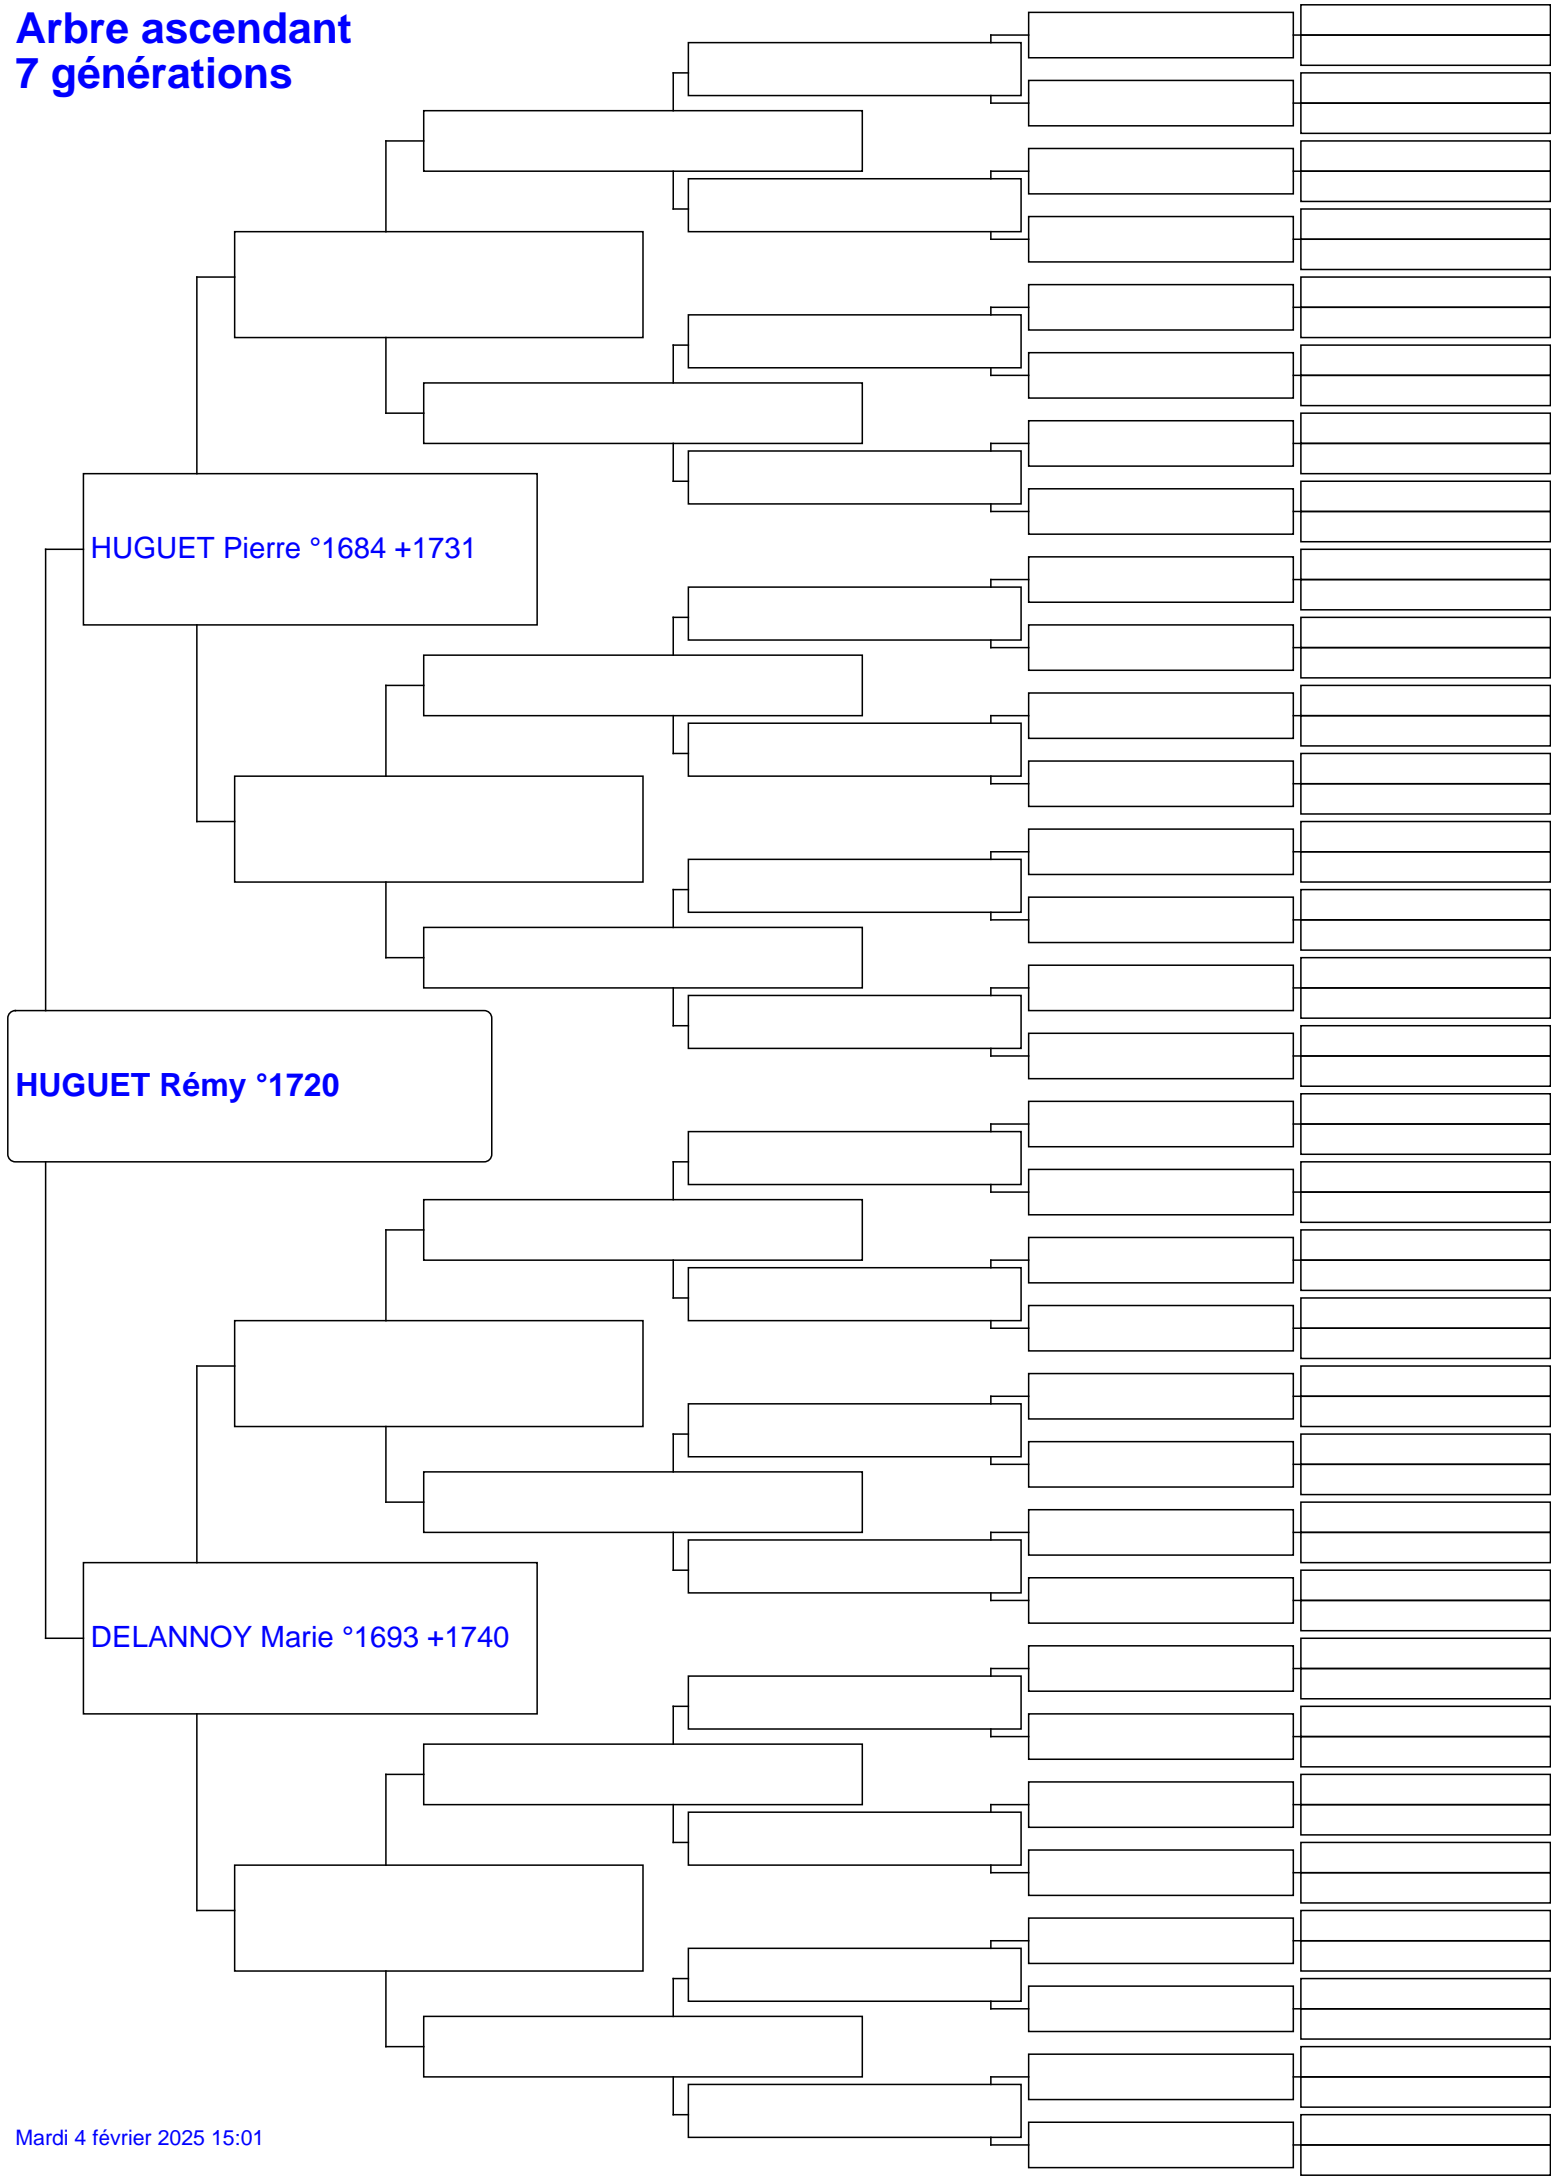 Arbre ascendant
7 générations
HUGUET Pierre °1684 +1731
HUGUET Rémy °1720
DELANNOY Marie °1693 +1740
Mardi 4 février 2025 15:01